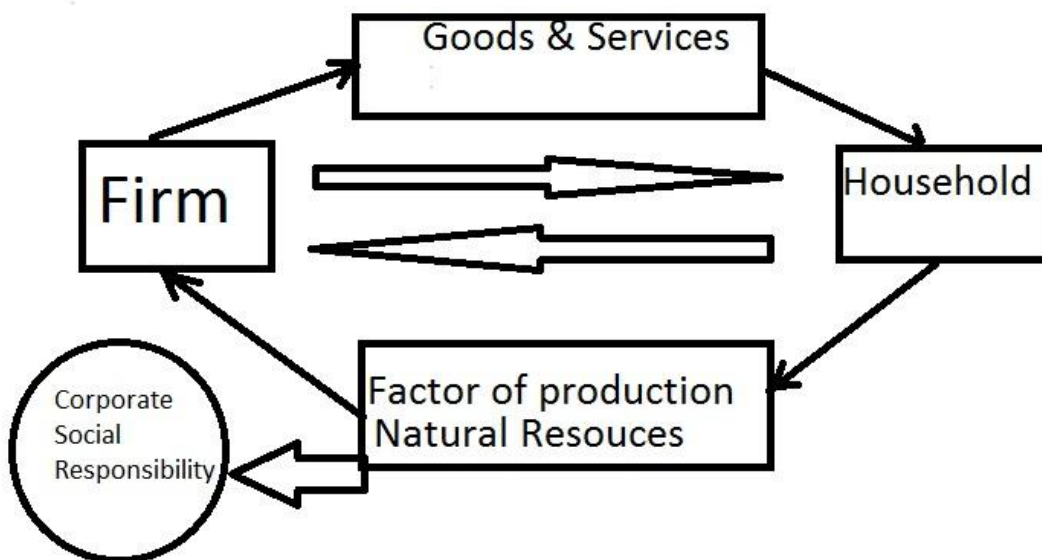 Goods & Services
Firm
Household
Factor of production
Natural Resouces
Corporate
Social
Responsibility